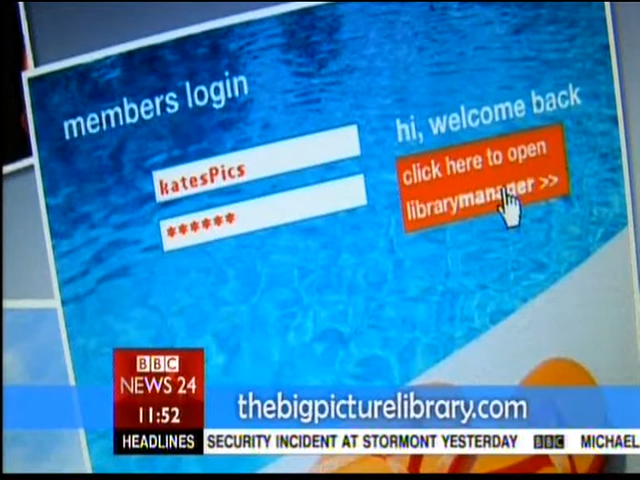 members login
hi, welcome back
katesPics
click here to open
librarymanager >>
******
BBC
NEWS 24
11:52
thebigpicturelibrary.com
HEADLINES
SECURITY INCIDENT AT STORMONT YESTERDAY BBC MICHAEL